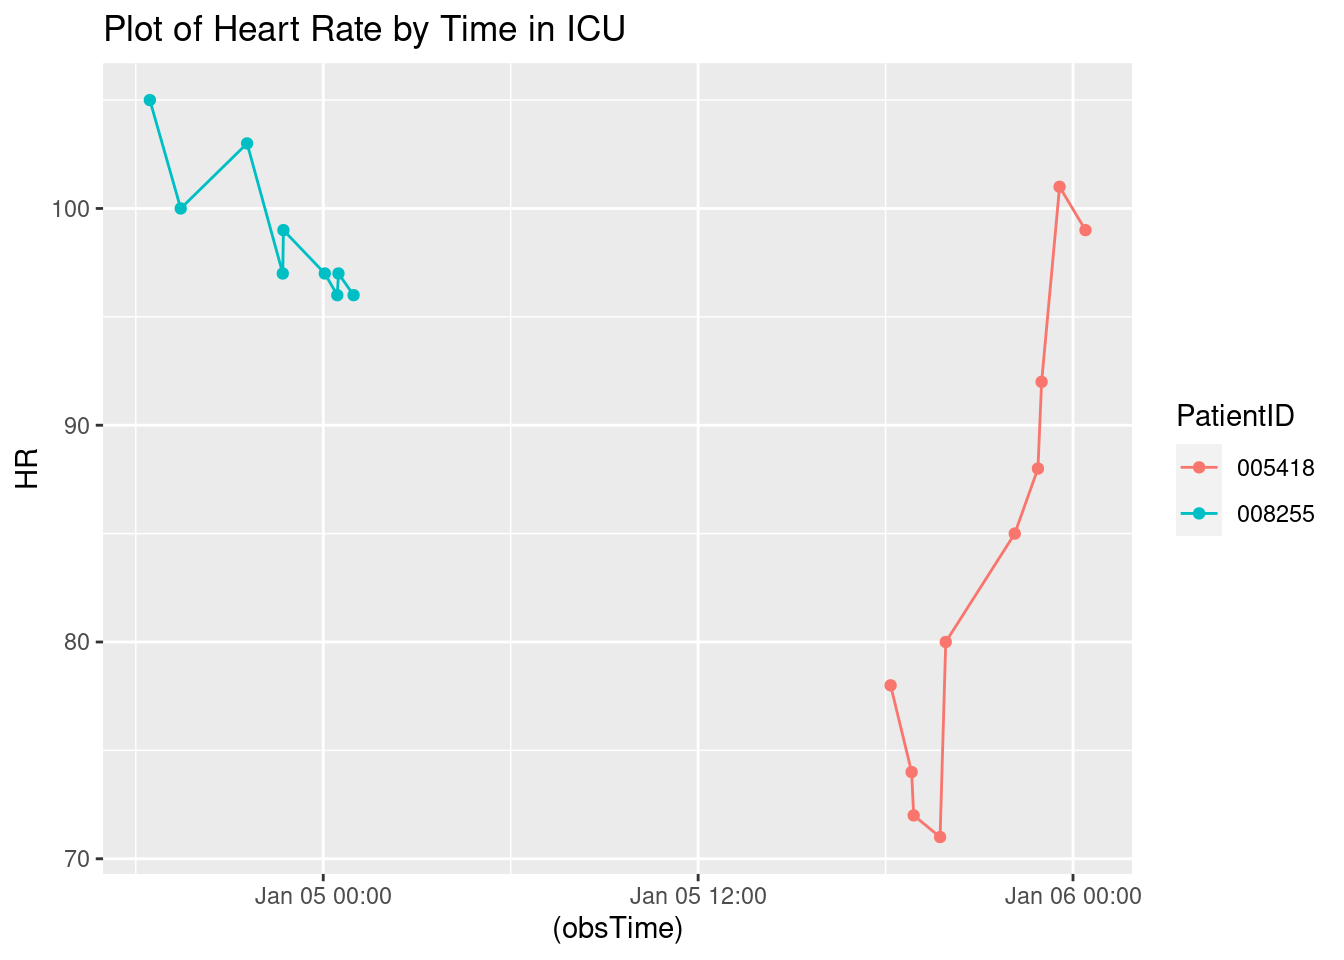 Plot of Heart Rate by Time in ICU
HR
100
90
80
70
Jan 05 00:00
Jan 05 12:00
Jan 06 00:00
(obsTime)
PatientID
005418
008255